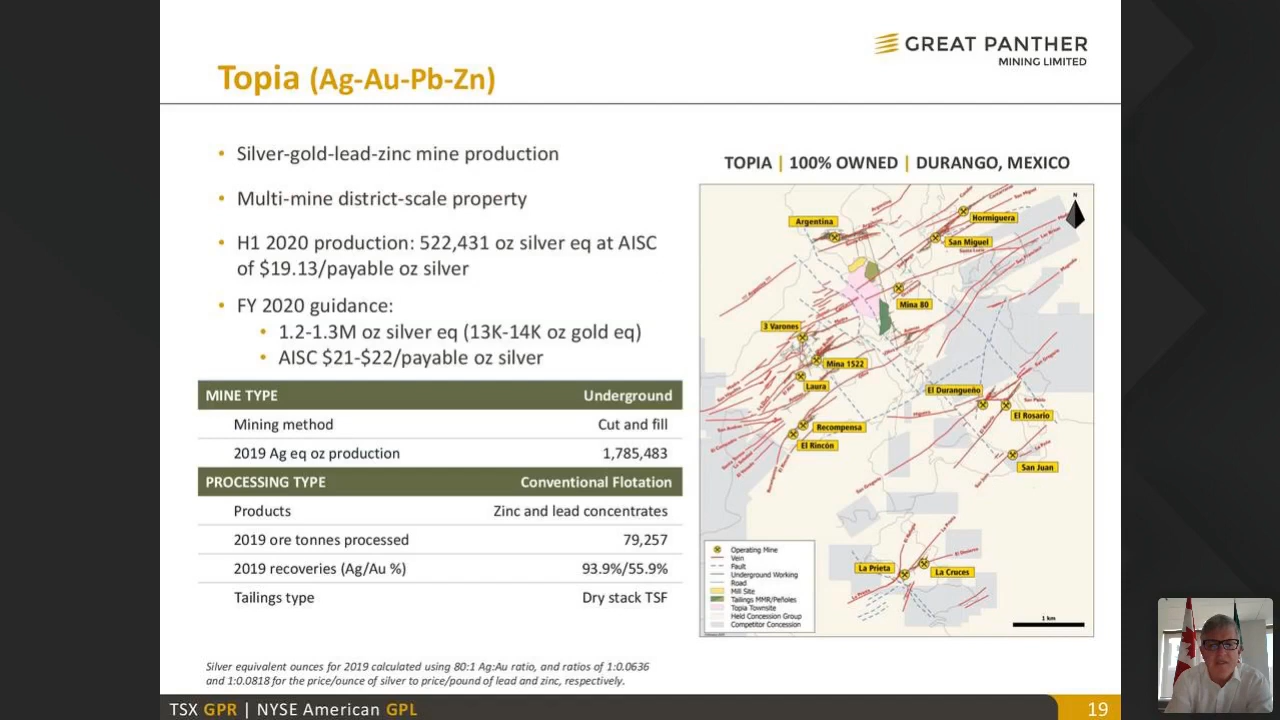 GREAT PANTHER
MINING LIMITED
Topia (Ag-Au-Pb-Zn)
• Silver-gold-lead-zinc mine production
• Multi-mine district-scale property
• H1 2020 production: 522,431 oz silver eq at AISC
of $19.13/payable oz silver
• FY 2020 guidance:
• 1.2-1.3M oz silver eq (13K-14K oz gold eq)
• AISC $21-$22/payable oz silver
MINE TYPE Underground
Mining method Cut and fill
2019 Ag eq oz production 1,785,483
PROCESSING TYPE Conventional Flotation
Products Zinc and lead concentrates
2019 ore tonnes processed 79,257
2019 recoveries (Ag/Au %) 93.9%/55.9%
Tailings type Dry stack TSF
Silver equivalent ounces for 2019 calculated using 80:1 Ag:Au ratio, and ratios of 1:0.0636
and 1:0.0818 for the price/ounce of silver to price/pound of lead and zinc, respectively.
TOPIA | 100% OWNED | DURANGO, MEXICO
N
Argentina
Hormiguera
San Miguel
Mina 80
3 Varones
Mina 1522
Laura
El Durangueño
El Rosario
Recompensa
El Rincón
San Juan
La Prieta
La Cruces
Operating Mine
Vein
Fault
Underground Working
Road
Mill Site
Tailings MMR/Peñoles
Topia Townsite
Held Concession Group
Competitor Concession
1 km
TSX GPR | NYSE American GPL
19